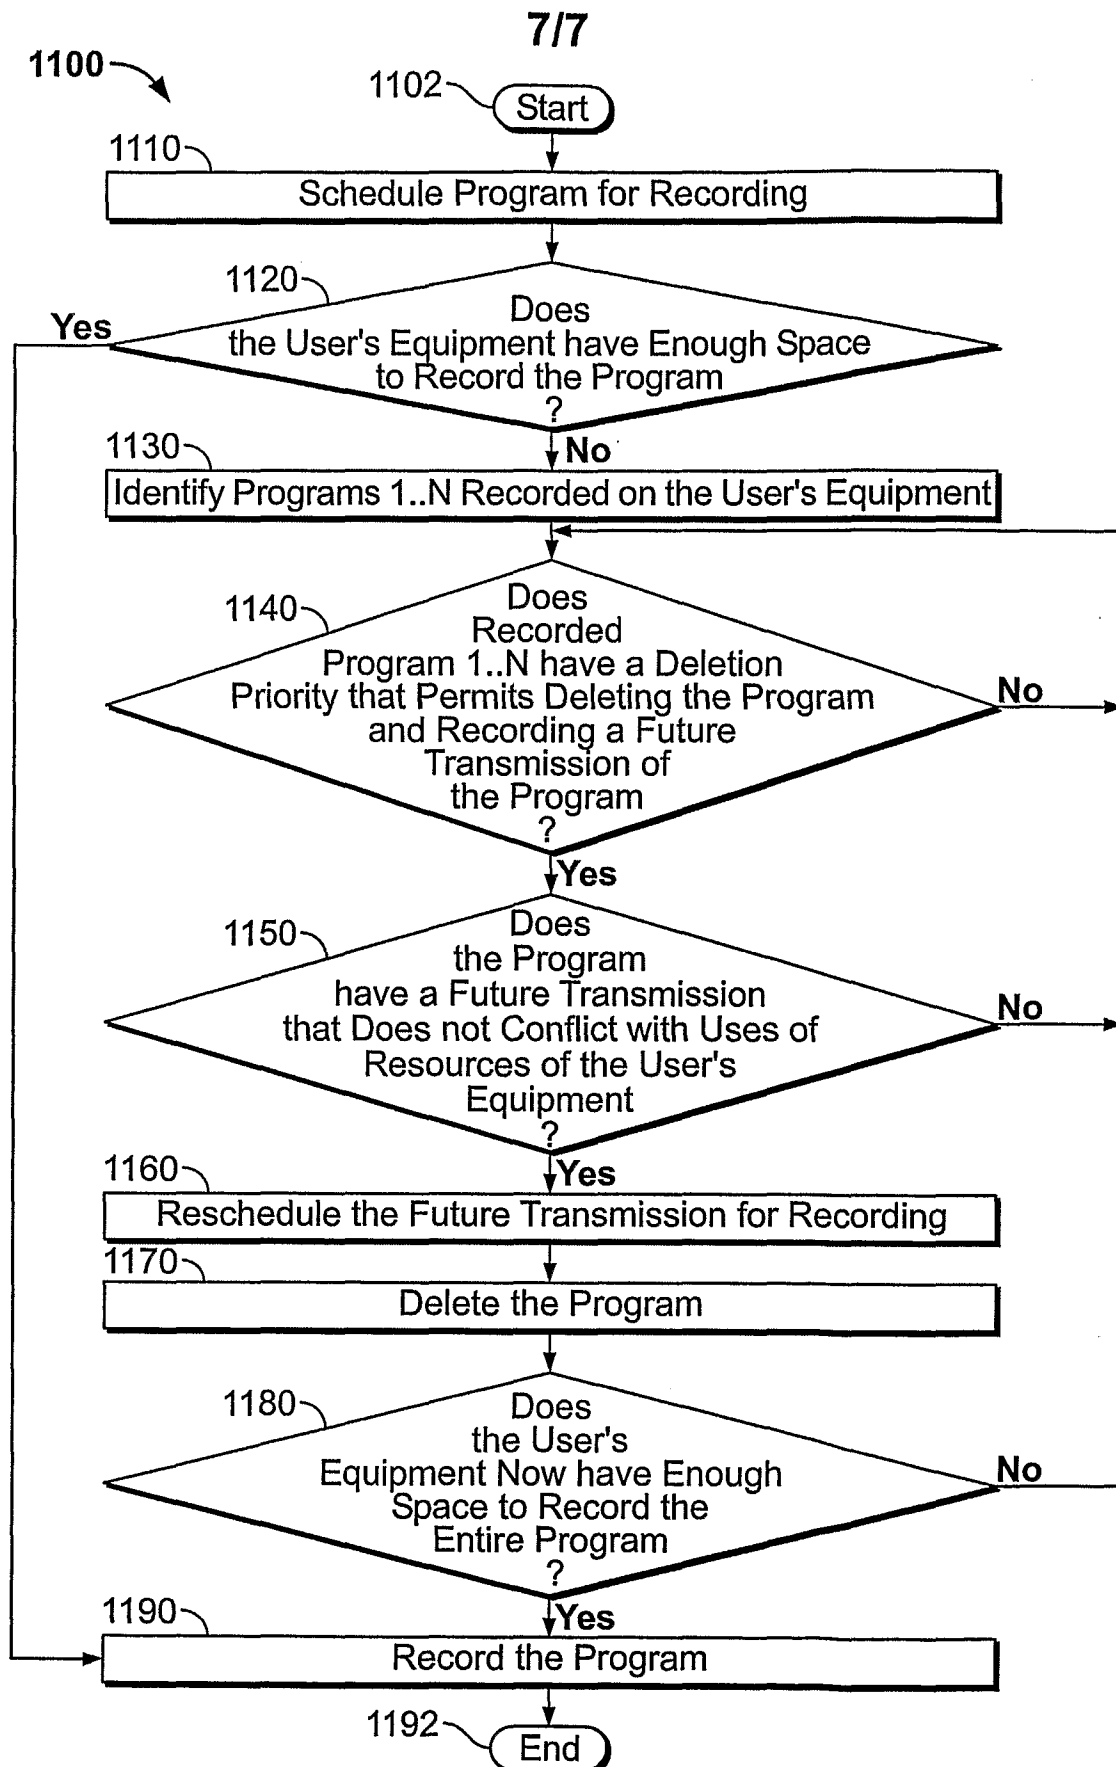 7/7
1100
1102
Start
1110
Schedule Program for Recording
1120
Does
the User's Equipment have Enough Space
to Record the Program
?
Yes
No
1130
Identify Programs 1..N Recorded on the User's Equipment
1140
Does
Recorded
Program 1..N have a Deletion
Priority that Permits Deleting the Program
and Recording a Future
Transmission of
the Program
?
No
Yes
1150
Does
the Program
have a Future Transmission
that Does not Conflict with Uses of
Resources of the User's
Equipment
?
No
Yes
1160
Reschedule the Future Transmission for Recording
1170
Delete the Program
1180
Does
the User's
Equipment Now have Enough
Space to Record the
Entire Program
?
No
Yes
1190
Record the Program
1192
End